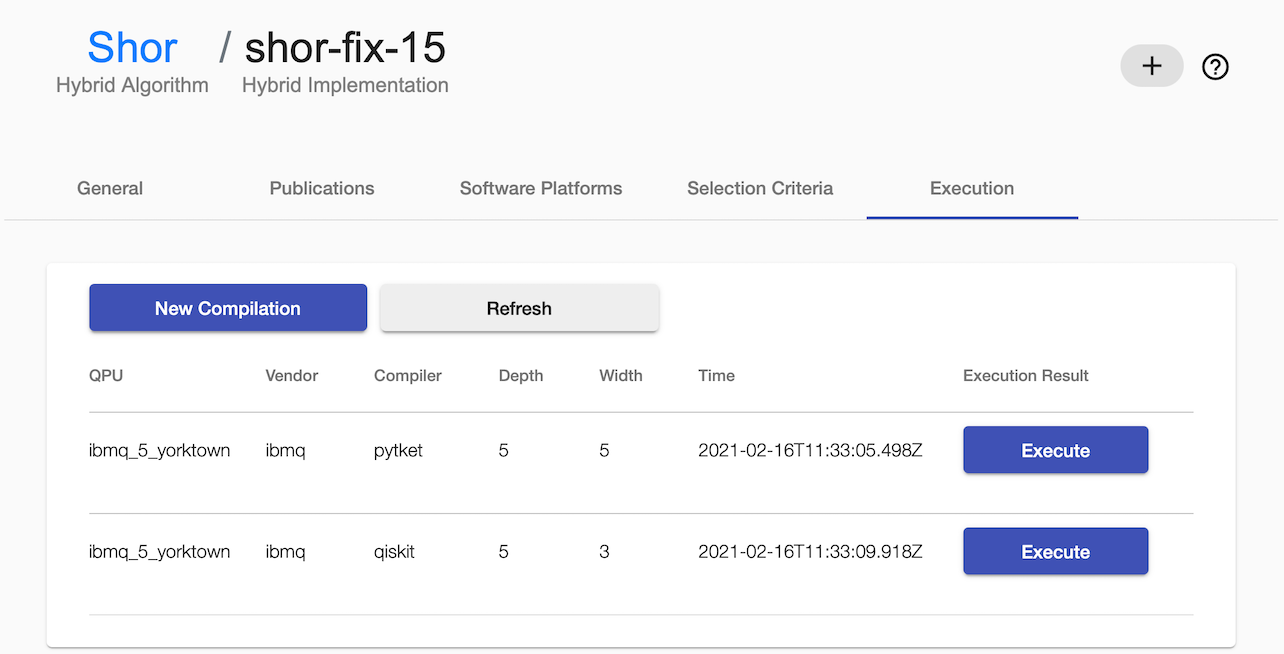 Shor / shor-fix-15
Hybrid Algorithm Hybrid Implementation
+ ?
General Publications Software Platforms Selection Criteria Execution
New Compilation Refresh
QPU Vendor Compiler Depth Width Time Execution Result
ibmq_5_yorktown ibmq pytket 5 5 2021-02-16T11:33:05.498Z Execute
ibmq_5_yorktown ibmq qiskit 5 3 2021-02-16T11:33:09.918Z Execute